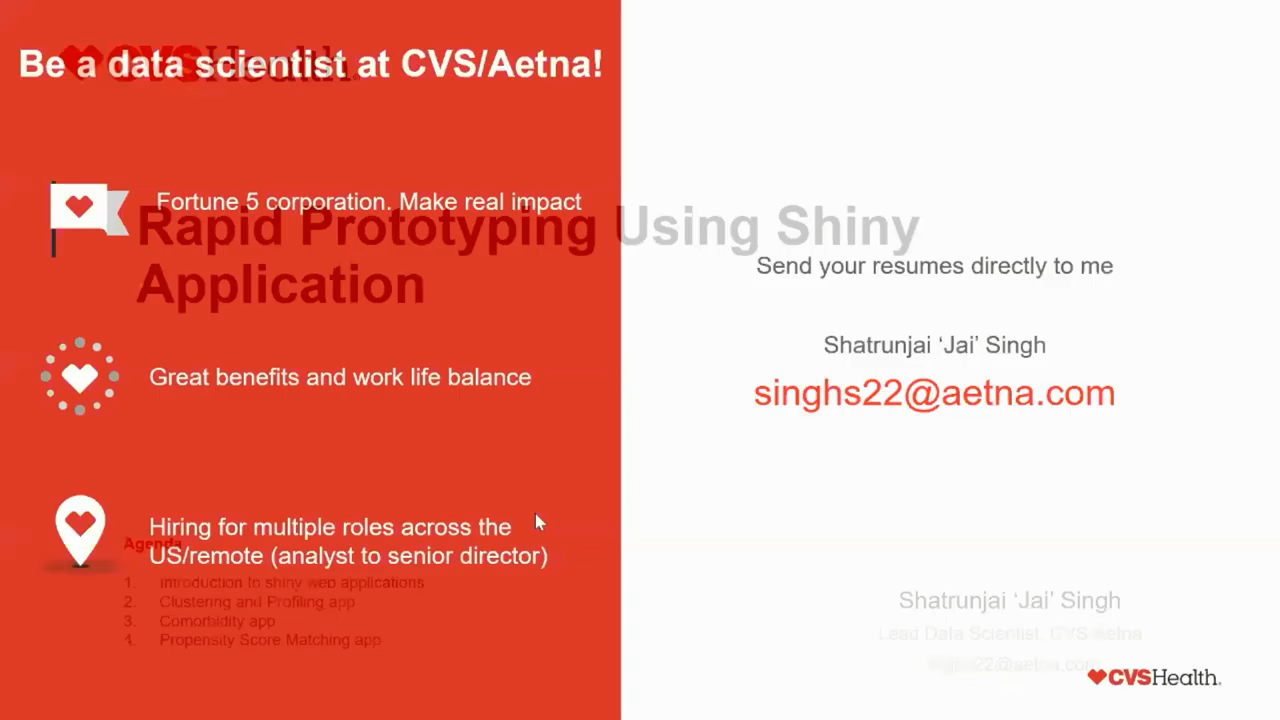 Be a data scientist at CVS/Aetna!
CVSHealth
Fortune 5 corporation. Make real impact
Rapid Prototyping Using Shiny
Application
Send your resumes directly to me
Shatrunjai ‘Jai’ Singh
singhs22@aetna.com
Great benefits and work life balance
Hiring for multiple roles across the
US/remote (analyst to senior director)
Agenda
1. Introduction to shiny web applications
2. Clustering and Profiling app
3. Comorbidity app
4. Propensity Score Matching app
Shatrunjai ‘Jai’ Singh
Lead Data Scientist, CVS Aetna
singhs22@aetna.com
CVSHealth